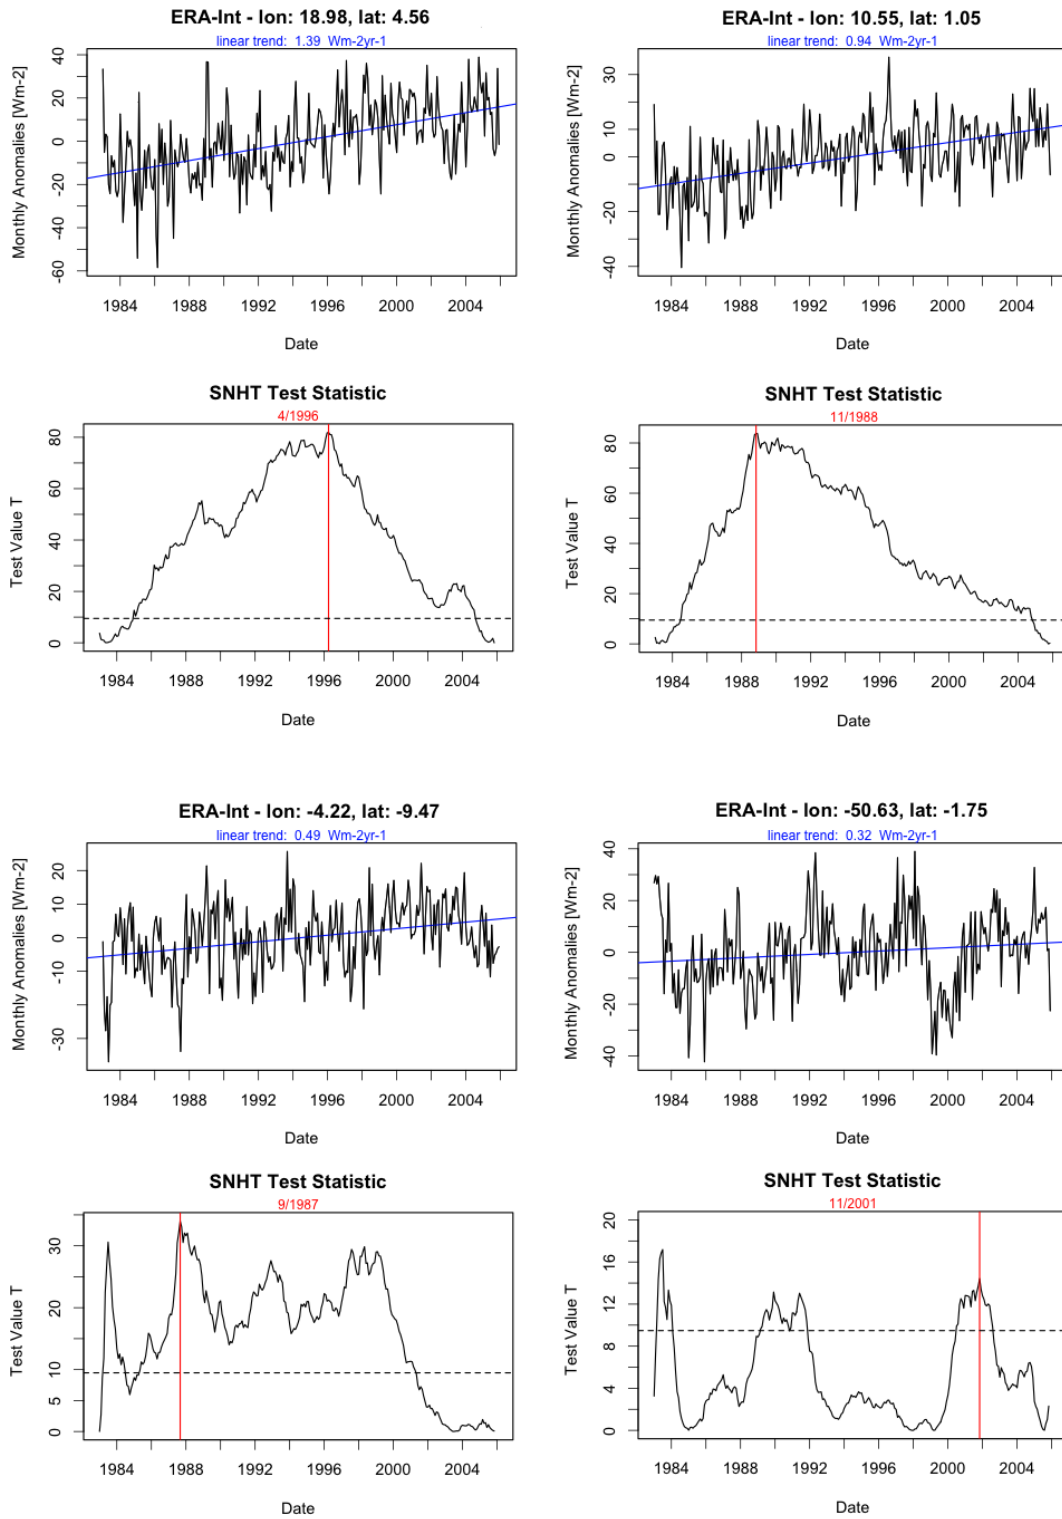 ERA-Int - lon: 18.98, lat: 4.56
linear trend: 1.39 Wm-2yr-1
Monthly Anomalies [Wm-2]
40
20
0
-20
-40
-60
1984 1988 1992 1996 2000 2004
Date
ERA-Int - lon: 10.55, lat: 1.05
linear trend: 0.94 Wm-2yr-1
Monthly Anomalies [Wm-2]
30
10
0
-20
-40
1984 1988 1992 1996 2000 2004
Date
SNHT Test Statistic
4/1996
Test Value T
80
60
40
20
0
1984 1988 1992 1996 2000 2004
Date
SNHT Test Statistic
11/1988
Test Value T
80
60
40
20
0
1984 1988 1992 1996 2000 2004
Date
ERA-Int - lon: -4.22, lat: -9.47
linear trend: 0.49 Wm-2yr-1
Monthly Anomalies [Wm-2]
20
10
0
-10
-30
1984 1988 1992 1996 2000 2004
Date
ERA-Int - lon: -50.63, lat: -1.75
linear trend: 0.32 Wm-2yr-1
Monthly Anomalies [Wm-2]
40
20
0
-20
-40
1984 1988 1992 1996 2000 2004
Date
SNHT Test Statistic
9/1987
Test Value T
30
20
10
5
0
1984 1988 1992 1996 2000 2004
Date
SNHT Test Statistic
11/2001
Test Value T
20
16
12
8
4
0
1984 1988 1992 1996 2000 2004
Date